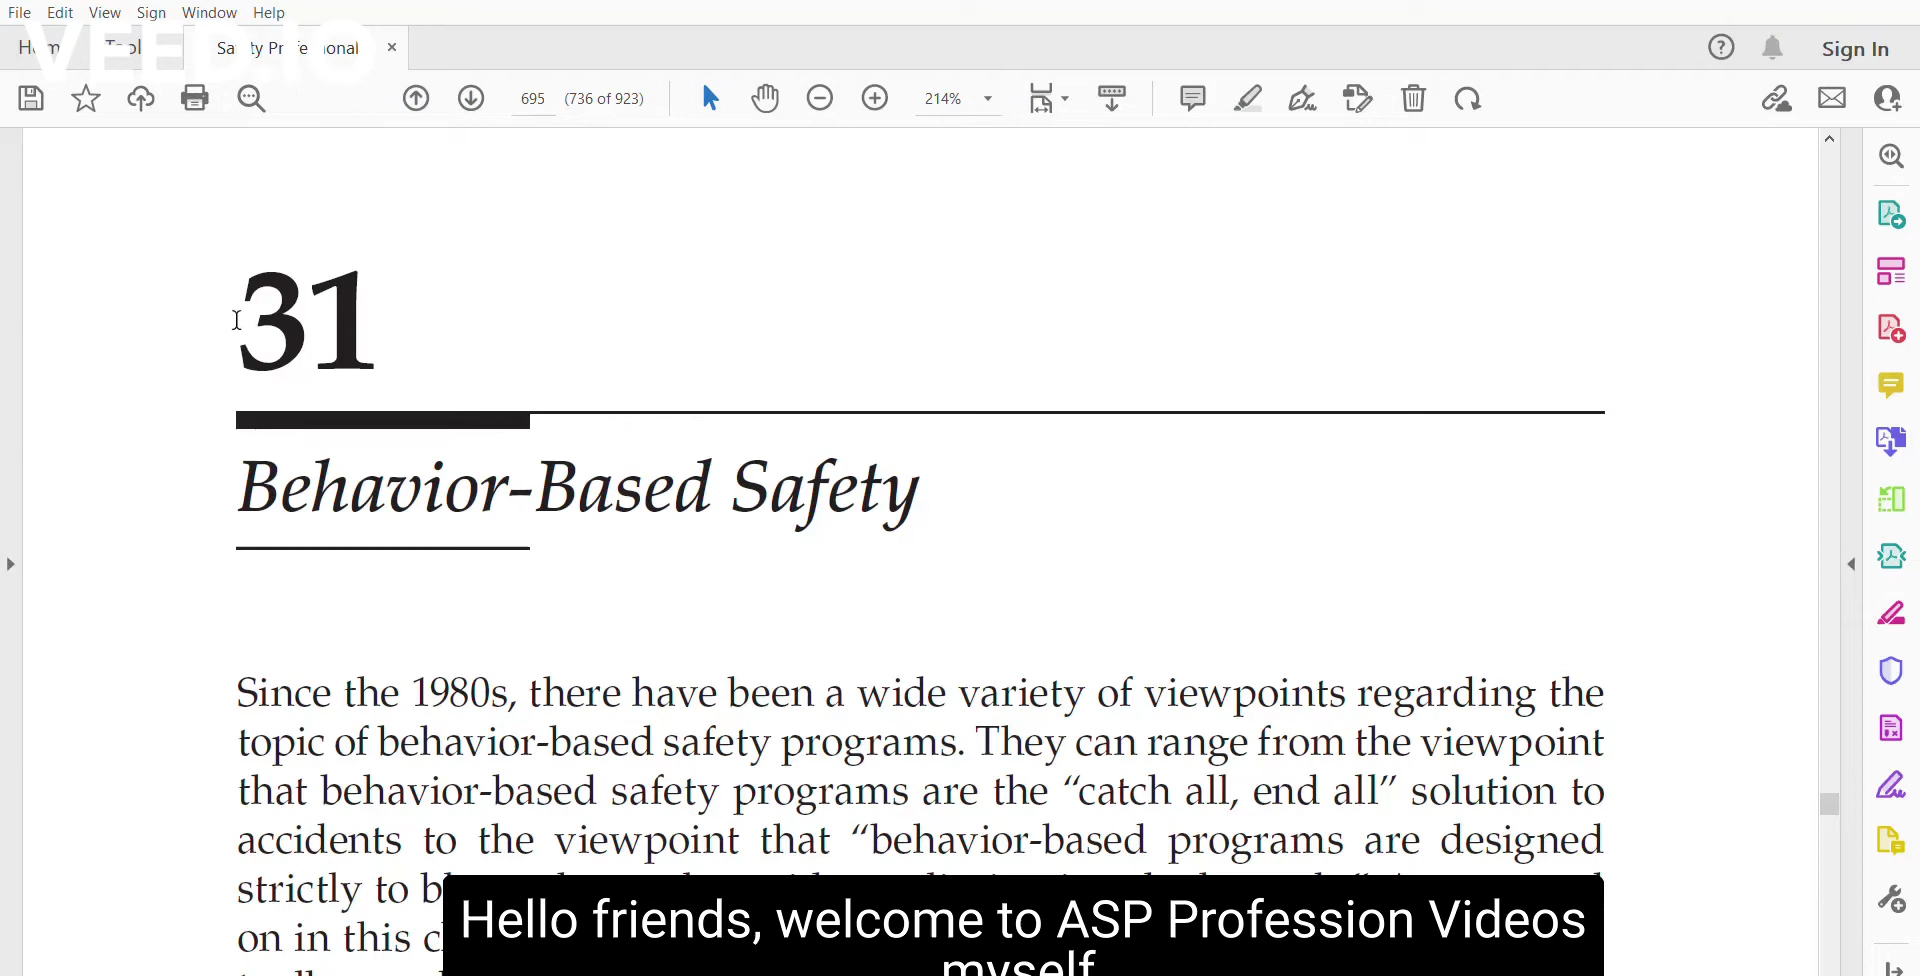 File Edit View Sign Window Help
VEED.IO
Sign In
695 (736 of 923)
214%
31
Behavior-Based Safety
Since the 1980s, there have been a wide variety of viewpoints regarding the
topic of behavior-based safety programs. They can range from the viewpoint
that behavior-based safety programs are the “catch all, end all” solution to
accidents to the viewpoint that “behavior-based programs are designed
strictly to
on in this
Hello friends, welcome to ASP Profession Videos
myself